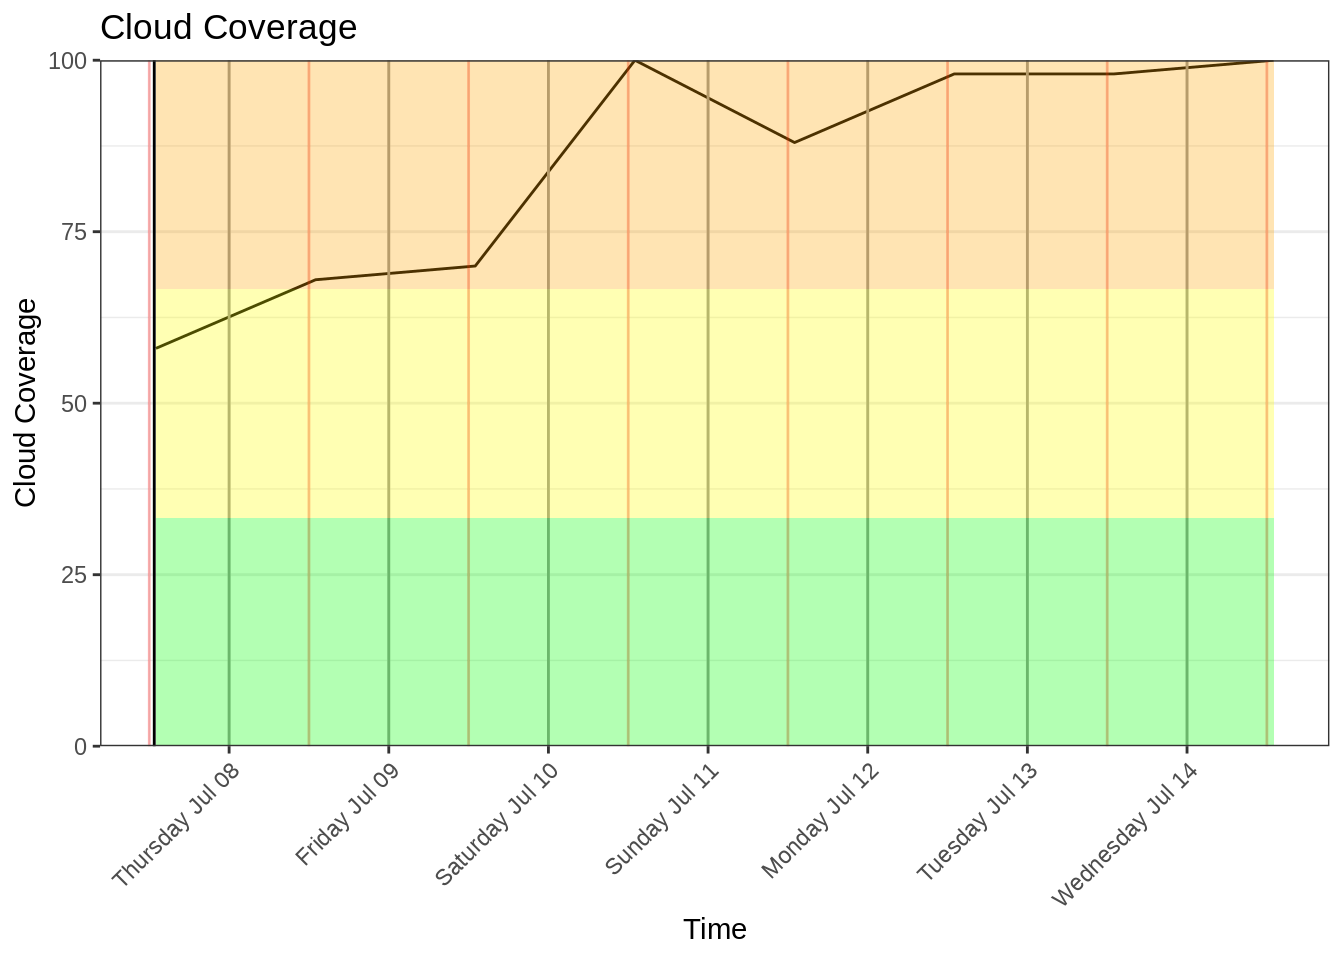 Cloud Coverage
100
75
50
25
0
Cloud Coverage
Thursday Jul 08
Friday Jul 09
Saturday Jul 10
Sunday Jul 11
Monday Jul 12
Tuesday Jul 13
Wednesday Jul 14
Time